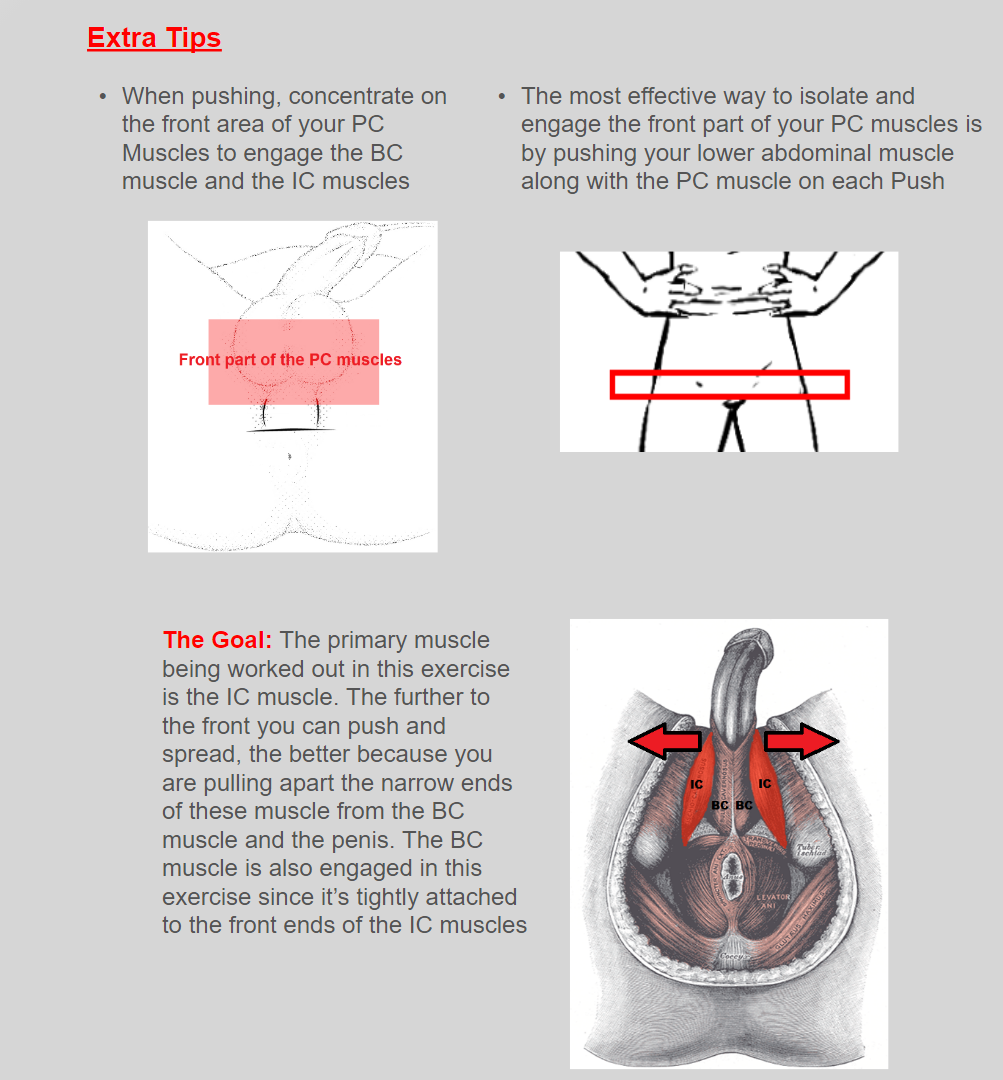 Extra Tips
• When pushing, concentrate on
the front area of your PC
Muscles to engage the BC
muscle and the IC muscles
• The most effective way to isolate and
engage the front part of your PC muscles is
by pushing your lower abdominal muscle
along with the PC muscle on each Push
Front part of the PC muscles
The Goal: The primary muscle
being worked out in this exercise
is the IC muscle. The further to
the front you can push and
spread, the better because you
are pulling apart the narrow ends
of these muscle from the BC
muscle and the penis. The BC
muscle is also engaged in this
exercise since it’s tightly attached
to the front ends of the IC muscles
IC
IC
BC
BC
Tuber.
ischiad.
Anus
LEVATOR
ANI
GLUTEUS MAXIMUS
Coccyx